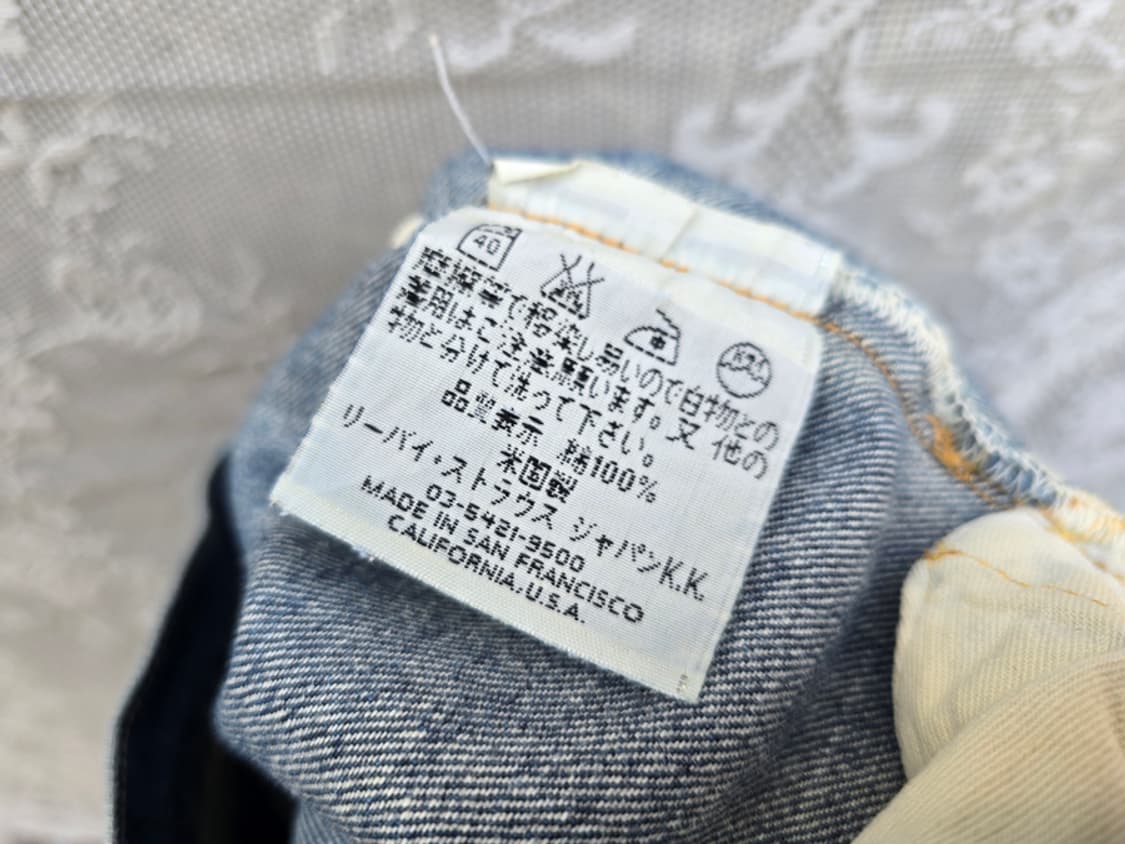 40
摩擦等で移染し易いので白物との
着用はご注意願います。又 他の
物と分けて洗って下さい。
品質表示 綿100%
米国製
リーバイ・ストラウス ジャパンK.K.
03-5421-9500
MADE IN SAN FRANCISCO
CALIFORNIA.U.S.A.